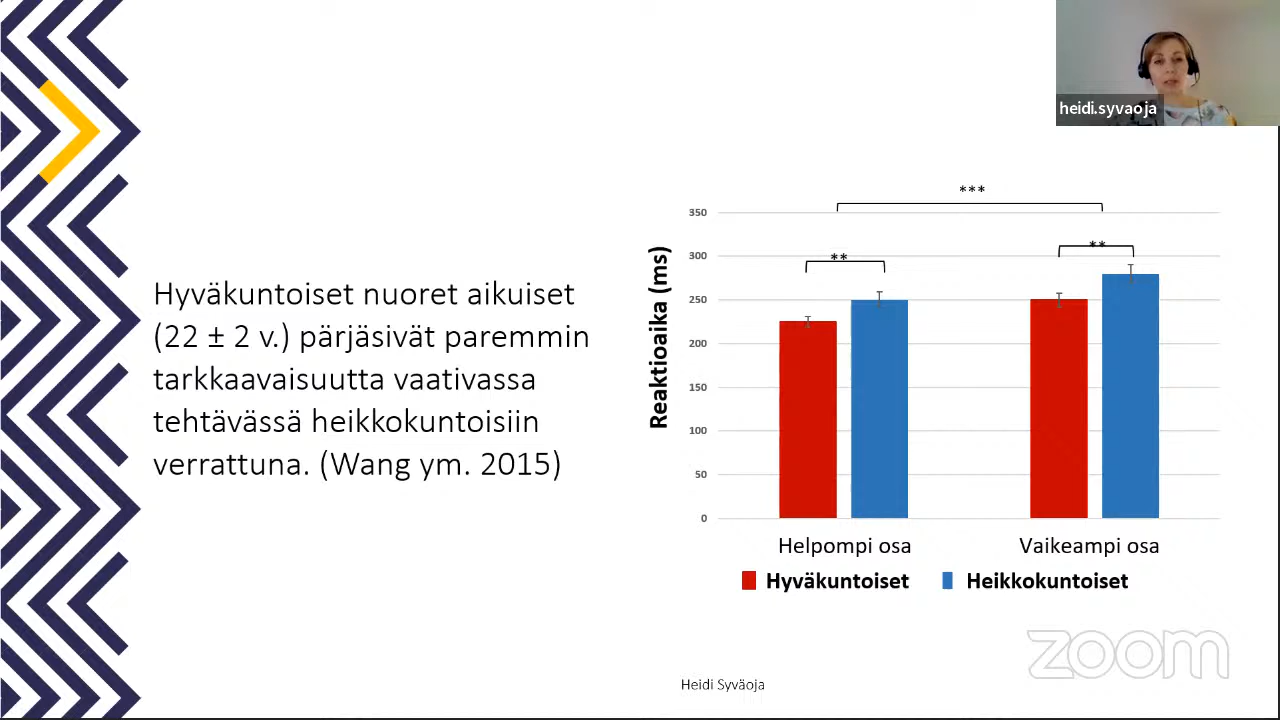 heidi.syvaoja
Hyväkuntoiset nuoret aikuiset
(22 ± 2 v.) pärjäsivät paremmin
tarkkaavaisuutta vaativassa
tehtävässä heikkokuntoisiin
verrattuna. (Wang ym. 2015)
***
**
**
Reaktioaika (ms)
350
300
250
200
150
100
50
0
Helpompi osa
Vaikeampi osa
Hyväkuntoiset
Heikkokuntoiset
zoom
Heidi Syväoja